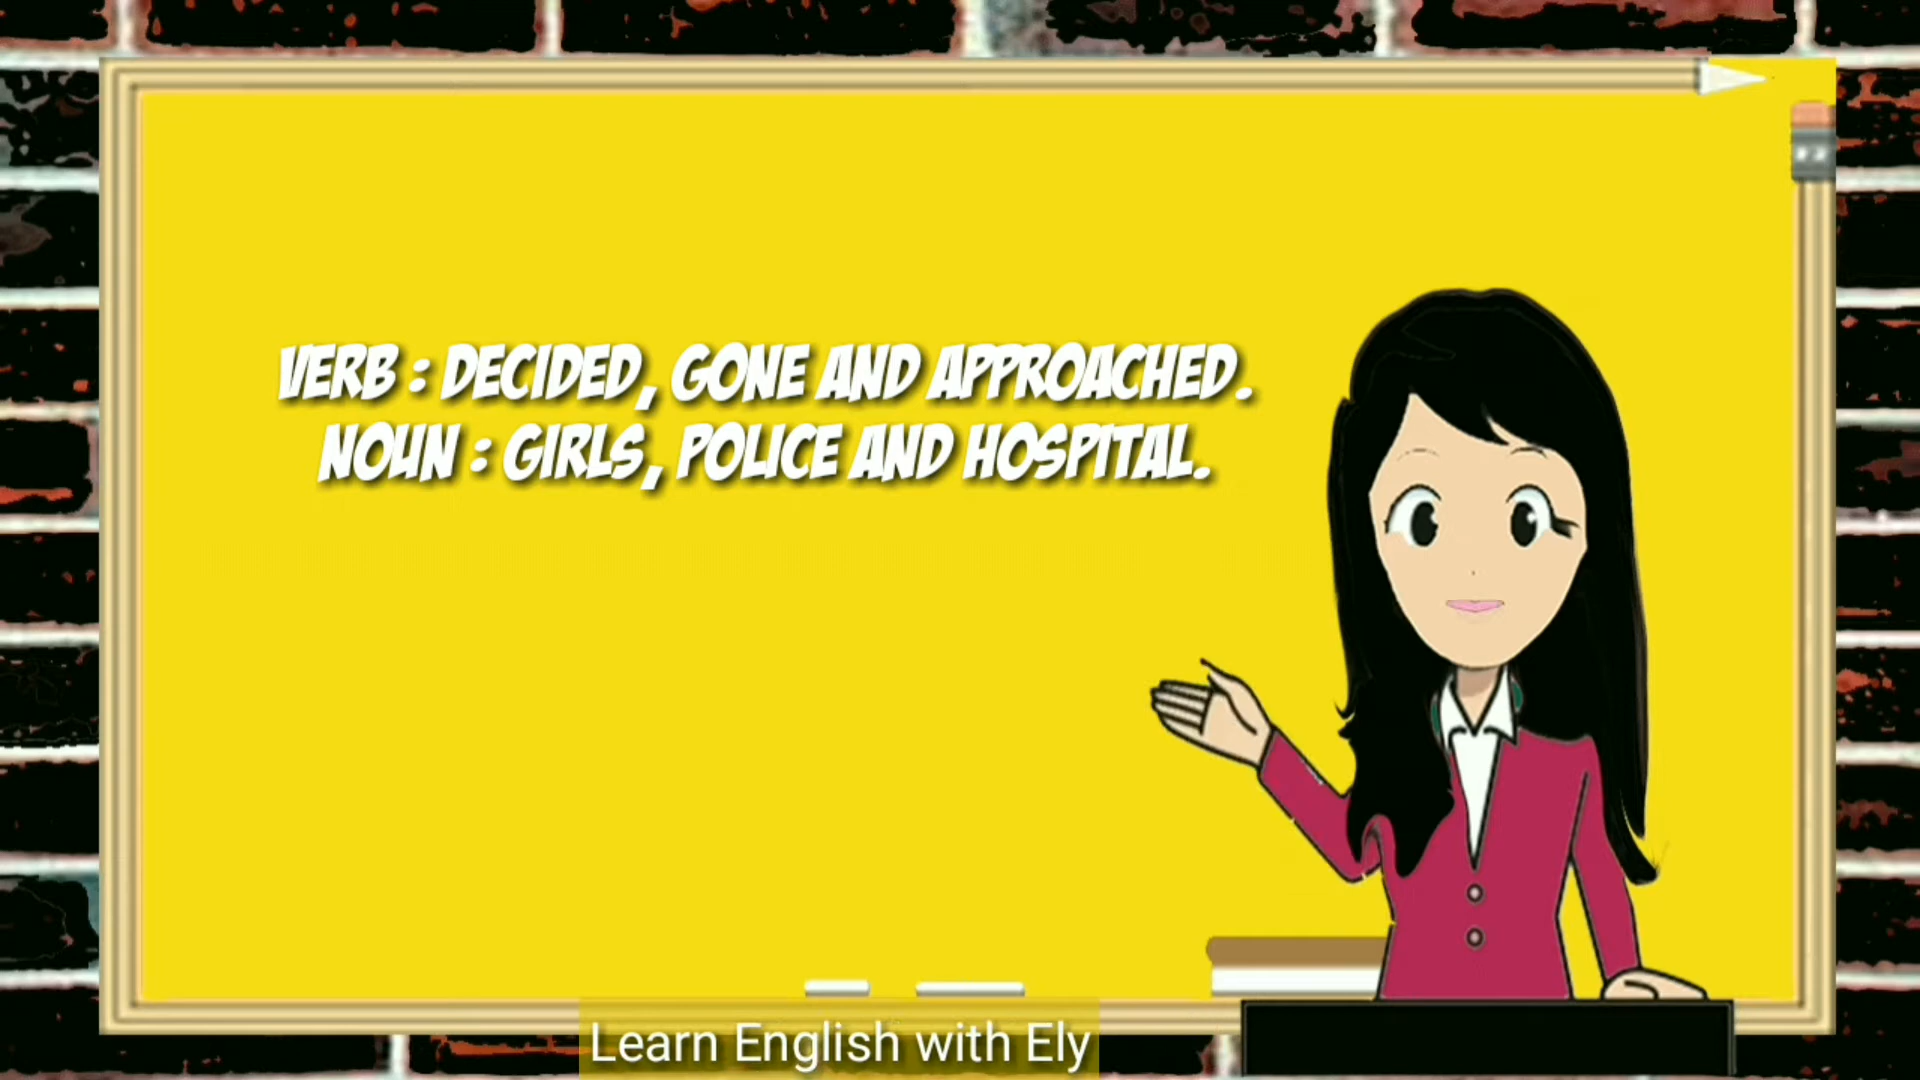 VERB : DECIDED, GONE AND APPROACHED.
NOUN : GIRLS, POLICE AND HOSPITAL.
Learn English with Ely